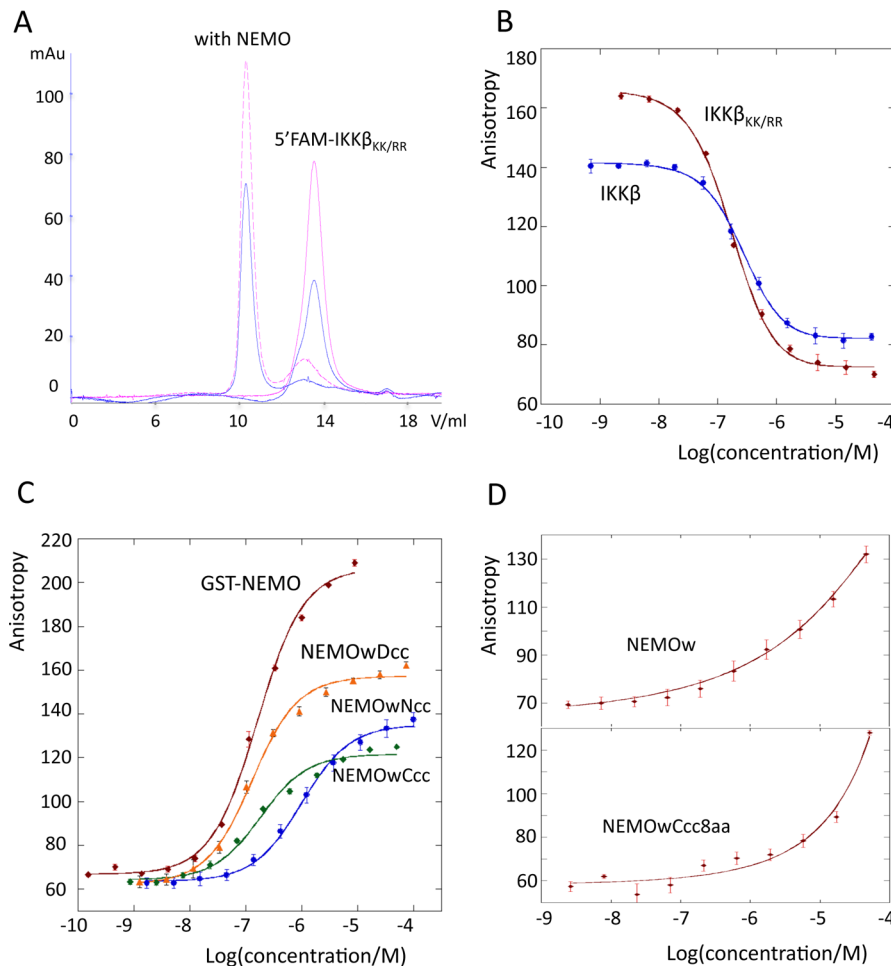 A
with NEMO
mAu
100
80
60
40
20
0
5'FAM-IKKβKK/RR
0 6 10 14 18 V/ml
B
Anisotropy
160
140
120
100
80
60
IKKβKK/RR
IKKβ
-10 -9 -8 -7 -6 -5 -4
Log(concentration/M)
C
Anisotropy
220
200
180
160
140
120
100
80
60
GST-NEMO
NEMOwDcc
NEMOwNcc
NEMOwCcc
-10 -9 -8 -7 -6 -5 -4
Log(concentration/M)
D
Anisotropy
130
110
90
70
NEMOw
120
100
80
60
NEMOwCcc8aa
-9 -8 -7 -6 -5 -4
Log(concentration/M)